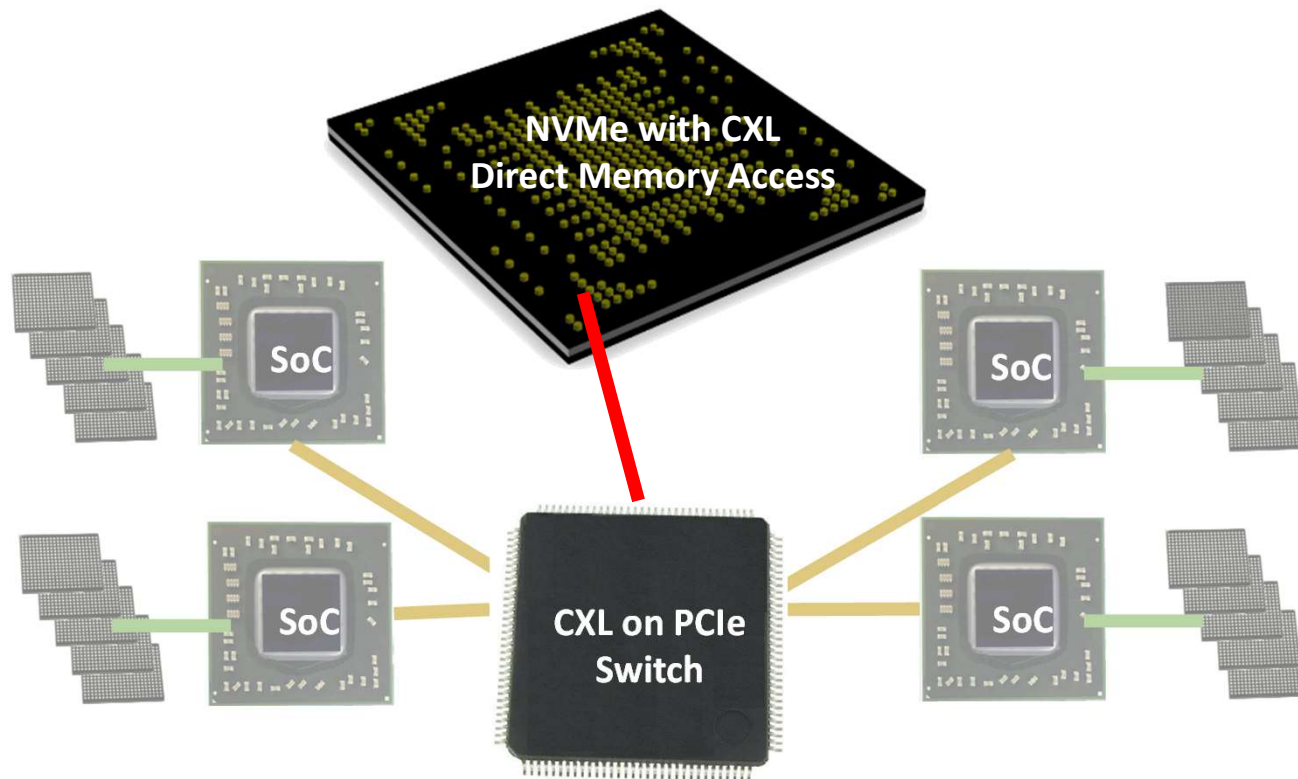 NVMe with CXL
Direct Memory Access
SoC
SoC
SoC
SoC
CXL on PCIe
Switch